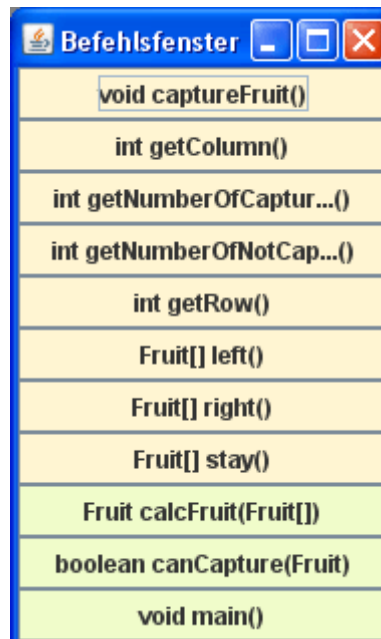 Befehlsfenster
void captureFruit()
int getColumn()
int getNumberOfCaptur...()
int getNumberOfNotCap...()
int getRow()
Fruit[] left()
Fruit[] right()
Fruit[] stay()
Fruit calcFruit(Fruit[])
boolean canCapture(Fruit)
void main()